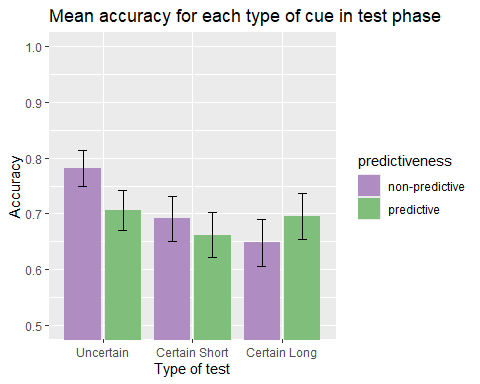 Mean accuracy for each type of cue in test phase
1.0
0.9
0.8
0.7
0.6
0.5
Accuracy
Uncertain
Certain Short
Certain Long
Type of test
predictiveness
non-predictive
predictive